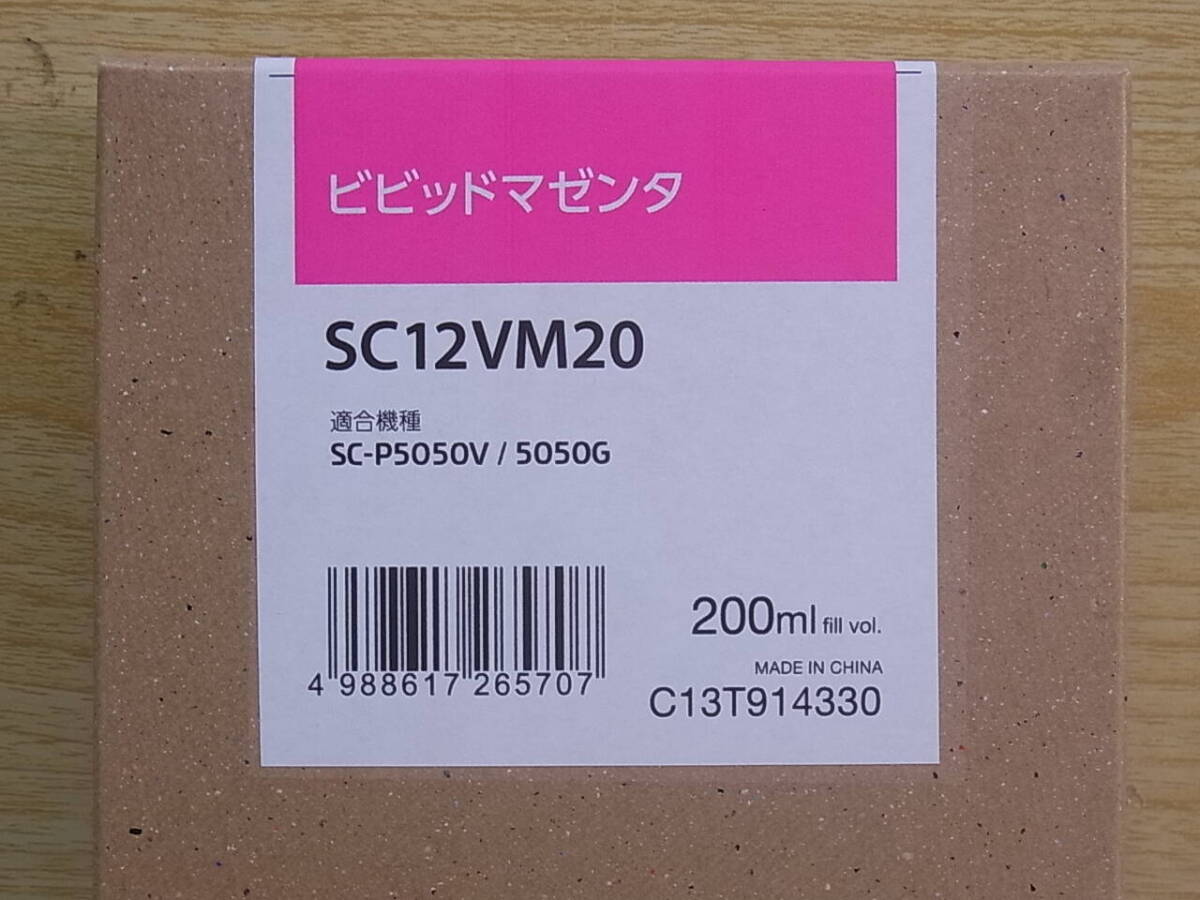 ビビッドマゼンタ
SC12VM20
適合機種
SC-P5050V / 5050G
200ml fill vol.
MADE IN CHINA
4 988617 265707
C13T914330